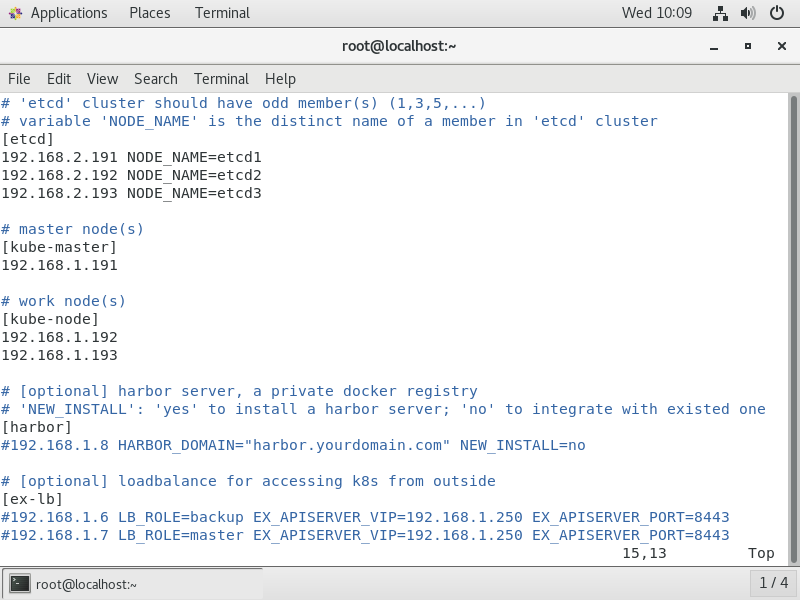 Applications Places Terminal Wed 10:09
root@localhost:~
File Edit View Search Terminal Help
# 'etcd' cluster should have odd member(s) (1,3,5,...)
# variable 'NODE_NAME' is the distinct name of a member in 'etcd' cluster
[etcd]
192.168.2.191 NODE_NAME=etcd1
192.168.2.192 NODE_NAME=etcd2
192.168.2.193 NODE_NAME=etcd3
# master node(s)
[kube-master]
192.168.1.191
# work node(s)
[kube-node]
192.168.1.192
192.168.1.193
# [optional] harbor server, a private docker registry
# 'NEW_INSTALL': 'yes' to install a harbor server; 'no' to integrate with existed one
[harbor]
#192.168.1.8 HARBOR_DOMAIN="harbor.yourdomain.com" NEW_INSTALL=no
# [optional] loadbalance for accessing k8s from outside
[ex-lb]
#192.168.1.6 LB_ROLE=backup EX_APISERVER_VIP=192.168.1.250 EX_APISERVER_PORT=8443
#192.168.1.7 LB_ROLE=master EX_APISERVER_VIP=192.168.1.250 EX_APISERVER_PORT=8443
15,13 Top
root@localhost:~ 1 / 4